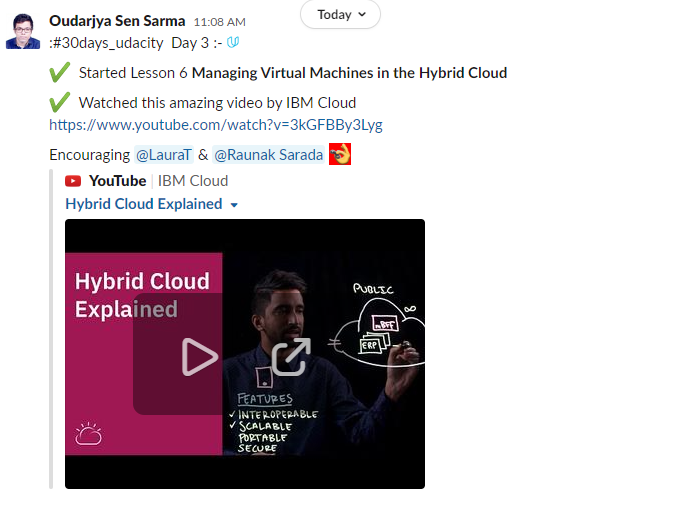 Today
Oudarjya Sen Sarma 11:08 AM
:#30days_udacity Day 3 :-
Started Lesson 6 Managing Virtual Machines in the Hybrid Cloud
Watched this amazing video by IBM Cloud
https://www.youtube.com/watch?v=3kGFBBy3Lyg
Encouraging @LauraT & @Raunak Sarada
YouTube IBM Cloud
Hybrid Cloud Explained
Hybrid Cloud
Explained
PUBLIC
mBFF
ERP
FEATURES
INTEROPERABLE
SCALABLE
PORTABLE
SECURE